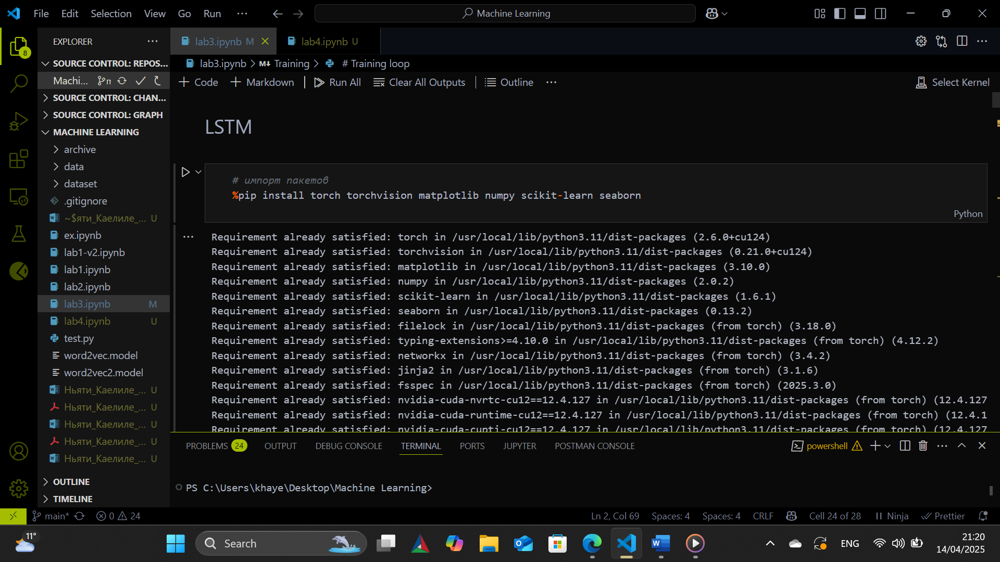 File Edit Selection View Go Run ···
Machine Learning
EXPLORER
8
SOURCE CONTROL: REPOS...
Machi...
SOURCE CONTROL: CHAN...
SOURCE CONTROL: GRAPH
MACHINE LEARNING
archive
data
dataset
.gitignore
~$яти_Каелиле_... U
ex.ipynb
lab1-v2.ipynb
lab1.ipynb
lab2.ipynb
lab3.ipynb M
lab4.ipynb U
test.py
word2vec.model
word2vec2.model
Ньяти_Каелиле_... U
Ньяти_Каелиле_... U
Ньяти_Каелиле_... U
Ньяти_Каелиле_... U
Ньяти_Каелиле_... U
OUTLINE
TIMELINE
lab3.ipynb M
lab4.ipynb U
lab3.ipynb > M↓ Training > # Training loop
+ Code + Markdown | Run All Clear All Outputs | Outline ···
Select Kernel
LSTM
# импорт пакетов
%pip install torch torchvision matplotlib numpy scikit-learn seaborn
Python
Requirement already satisfied: torch in /usr/local/lib/python3.11/dist-packages (2.6.0+cu124)
Requirement already satisfied: torchvision in /usr/local/lib/python3.11/dist-packages (0.21.0+cu124)
Requirement already satisfied: matplotlib in /usr/local/lib/python3.11/dist-packages (3.10.0)
Requirement already satisfied: numpy in /usr/local/lib/python3.11/dist-packages (2.0.2)
Requirement already satisfied: scikit-learn in /usr/local/lib/python3.11/dist-packages (1.6.1)
Requirement already satisfied: seaborn in /usr/local/lib/python3.11/dist-packages (0.13.2)
Requirement already satisfied: filelock in /usr/local/lib/python3.11/dist-packages (from torch) (3.18.0)
Requirement already satisfied: typing-extensions>=4.10.0 in /usr/local/lib/python3.11/dist-packages (from torch) (4.12.2)
Requirement already satisfied: networkx in /usr/local/lib/python3.11/dist-packages (from torch) (3.4.2)
Requirement already satisfied: jinja2 in /usr/local/lib/python3.11/dist-packages (from torch) (3.1.6)
Requirement already satisfied: fsspec in /usr/local/lib/python3.11/dist-packages (from torch) (2025.3.0)
Requirement already satisfied: nvidia-cuda-nvrtc-cu12==12.4.127 in /usr/local/lib/python3.11/dist-packages (from torch) (12.4.127
Requirement already satisfied: nvidia-cuda-runtime-cu12==12.4.127 in /usr/local/lib/python3.11/dist-packages (from torch) (12.4.1
Requirement already satisfied: nvidia-cuda-cupti-cu12==12.4.127 in /usr/local/lib/python3.11/dist-packages (from torch) (12.4.127
PROBLEMS 24 OUTPUT DEBUG CONSOLE TERMINAL PORTS JUPYTER POSTMAN CONSOLE
powershell
PS C:\Users\khaye\Desktop\Machine Learning>
main* 0 24
Ln 2, Col 69 Spaces: 4 Spaces: 4 CRLF Cell 24 of 28 Ninja Prettier
11°
Search
ENG
21:20
14/04/2025